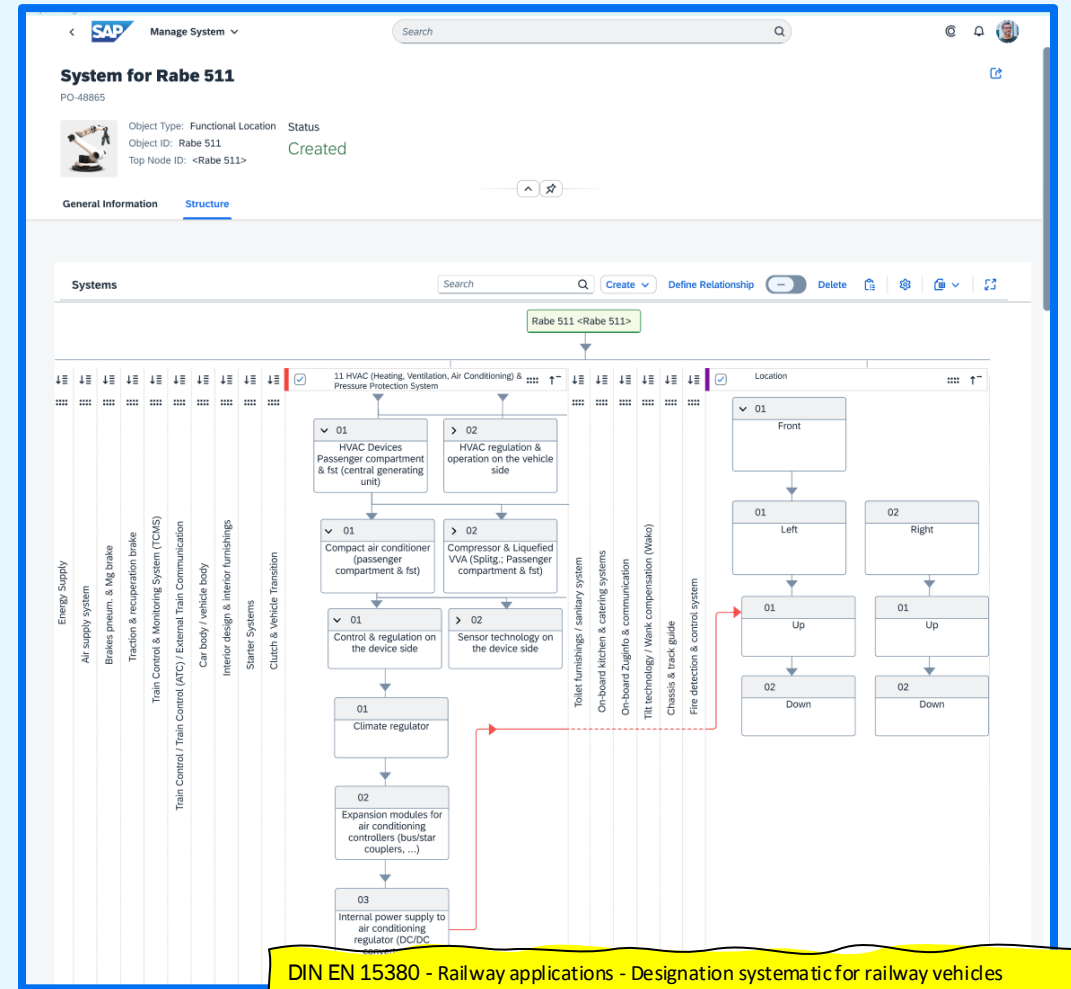 SAP
Manage System
Search
System for Rabe 511
PO-48865
Object Type: Functional Location
Object ID: Rabe 511
Top Node ID: <Rabe 511>
Status
Created
General Information
Structure
Systems
Search
Create
Define Relationship
Delete
Rabe 511 <Rabe 511>
Energy Supply
Air supply system
Brakes pneum. & Mg brake
Traction & recuperation brake
Train Control & Monitoring System (TCMS)
Train Control / Train Control (ATC) / External Train Communication
Car body / vehicle body
Interior design & interior furnishings
Starter Systems
Clutch & Vehicle Transition
11 HVAC (Heating, Ventilation, Air Conditioning) &
Pressure Protection System
01
HVAC Devices
Passenger compartment
& fst (central generating
unit)
02
HVAC regulation &
operation on the vehicle
side
01
Compact air conditioner
(passenger
compartment & fst)
02
Compressor & Liquefied
VVA (Splitg.; Passenger
compartment & fst)
01
Control & regulation on
the device side
02
Sensor technology on
the device side
01
Climate regulator
02
Expansion modules for
air conditioning
controllers (bus/star
couplers, ...)
03
Internal power supply to
air conditioning
regulator (DC/DC
Toilet furnishings / sanitary system
On-board kitchen & catering systems
On-board Zuginfo & communication
Tilt technology / Wank compensation (Wako)
Chassis & track guide
Fire detection & control system
Location
01
Front
01
Left
02
Right
01
Up
01
Up
02
Down
02
Down
DIN EN 15380 - Railway applications - Designation systematic for railway vehicles